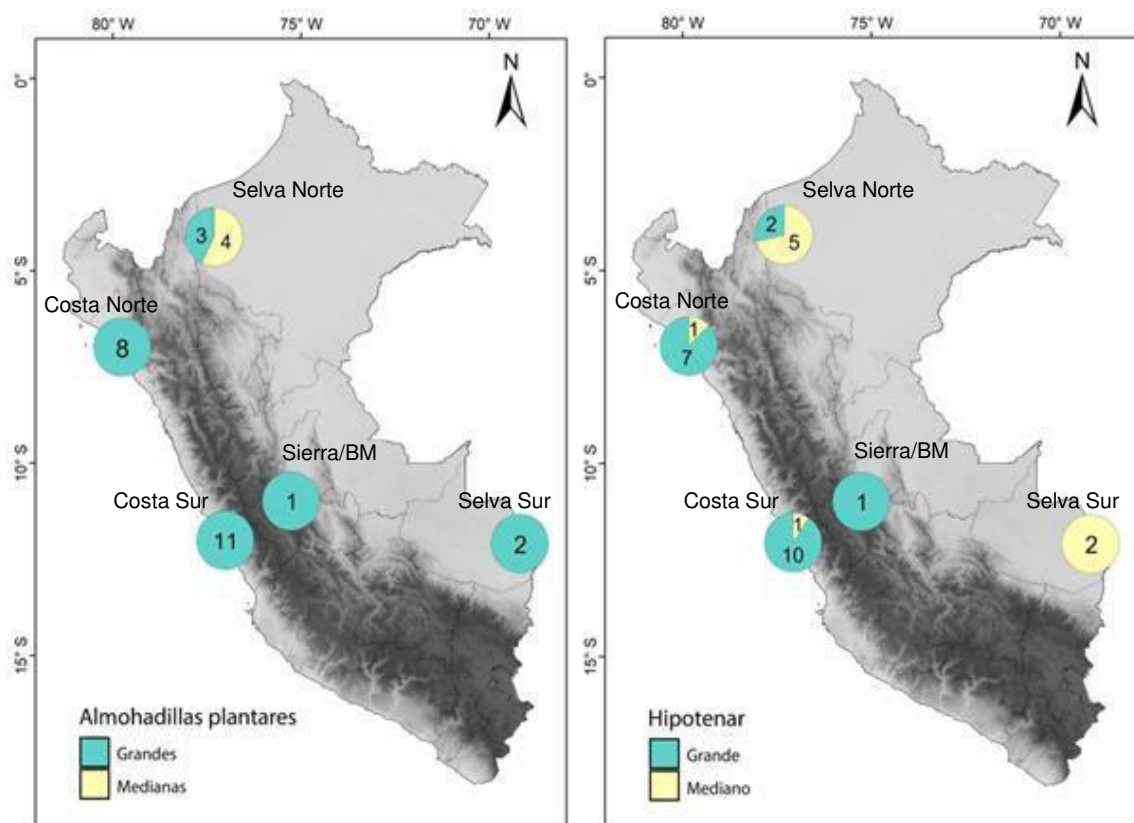 80° W
75° W
70° W
0°
5° S
10° S
15° S
N
Selva Norte
3
4
Costa Norte
8
Sierra/BM
Costa Sur
1
Selva Sur
11
2
Almohadillas plantares
Grandes
Medianas
80° W
75° W
70° W
0°
5° S
10° S
15° S
N
Selva Norte
2
5
Costa Norte
1
7
Sierra/BM
Costa Sur
1
Selva Sur
1
10
2
Hipotenar
Grande
Mediano